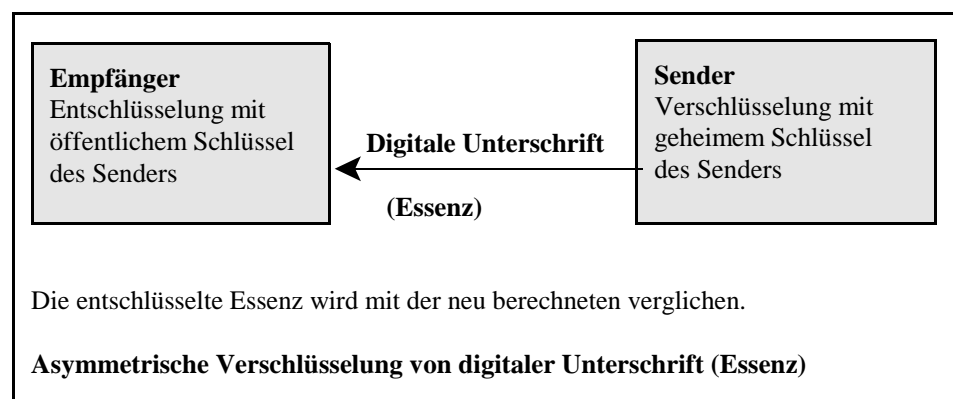 Empfänger
Entschlüsselung mit
öffentlichem Schlüssel
des Senders
Digitale Unterschrift
(Essenz)
Sender
Verschlüsselung mit
geheimem Schlüssel
des Senders
Die entschlüsselte Essenz wird mit der neu berechneten verglichen.
Asymmetrische Verschlüsselung von digitaler Unterschrift (Essenz)